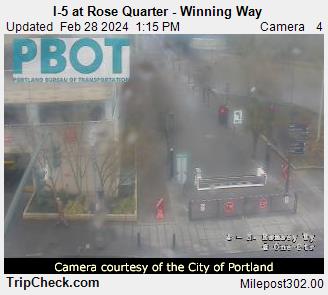 I-5 at Rose Quarter - Winning Way
Updated Feb 28 2024 1:15 PM Camera 4
PBOT
PORTLAND BUREAU OF TRANSPORTATION
Camera courtesy of the City of Portland
TripCheck.com Milepost302.00